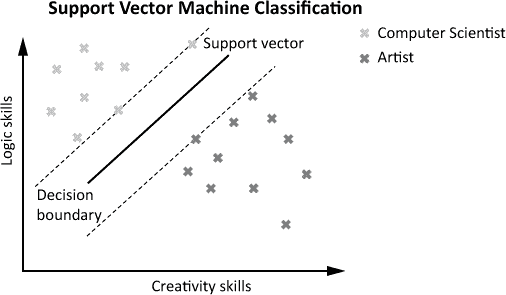 Support Vector Machine Classification
Computer Scientist
Artist
Support vector
Logic skills
Decision
boundary
Creativity skills